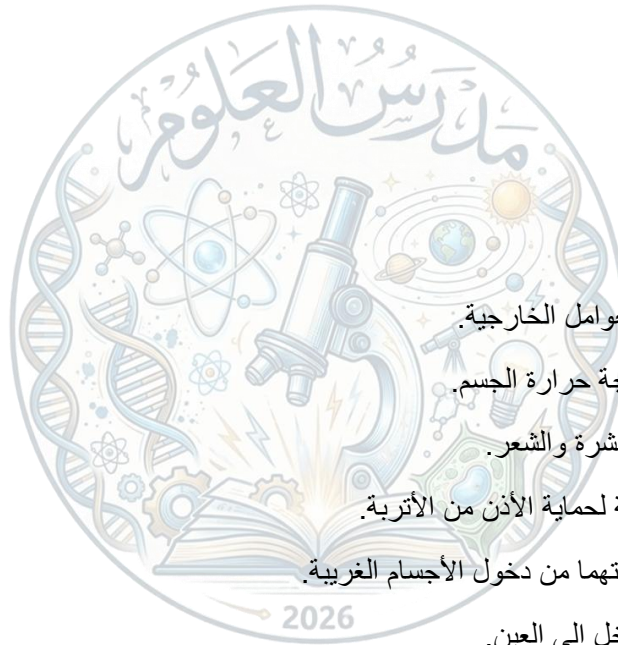 مدرس العلوم
وامل الخارجية.
جة حرارة الجسم.
شرة والشعر.
ة لحماية الأذن من الأتربة.
تهما من دخول الأجسام الغريبة.
2026
خل الى العين.